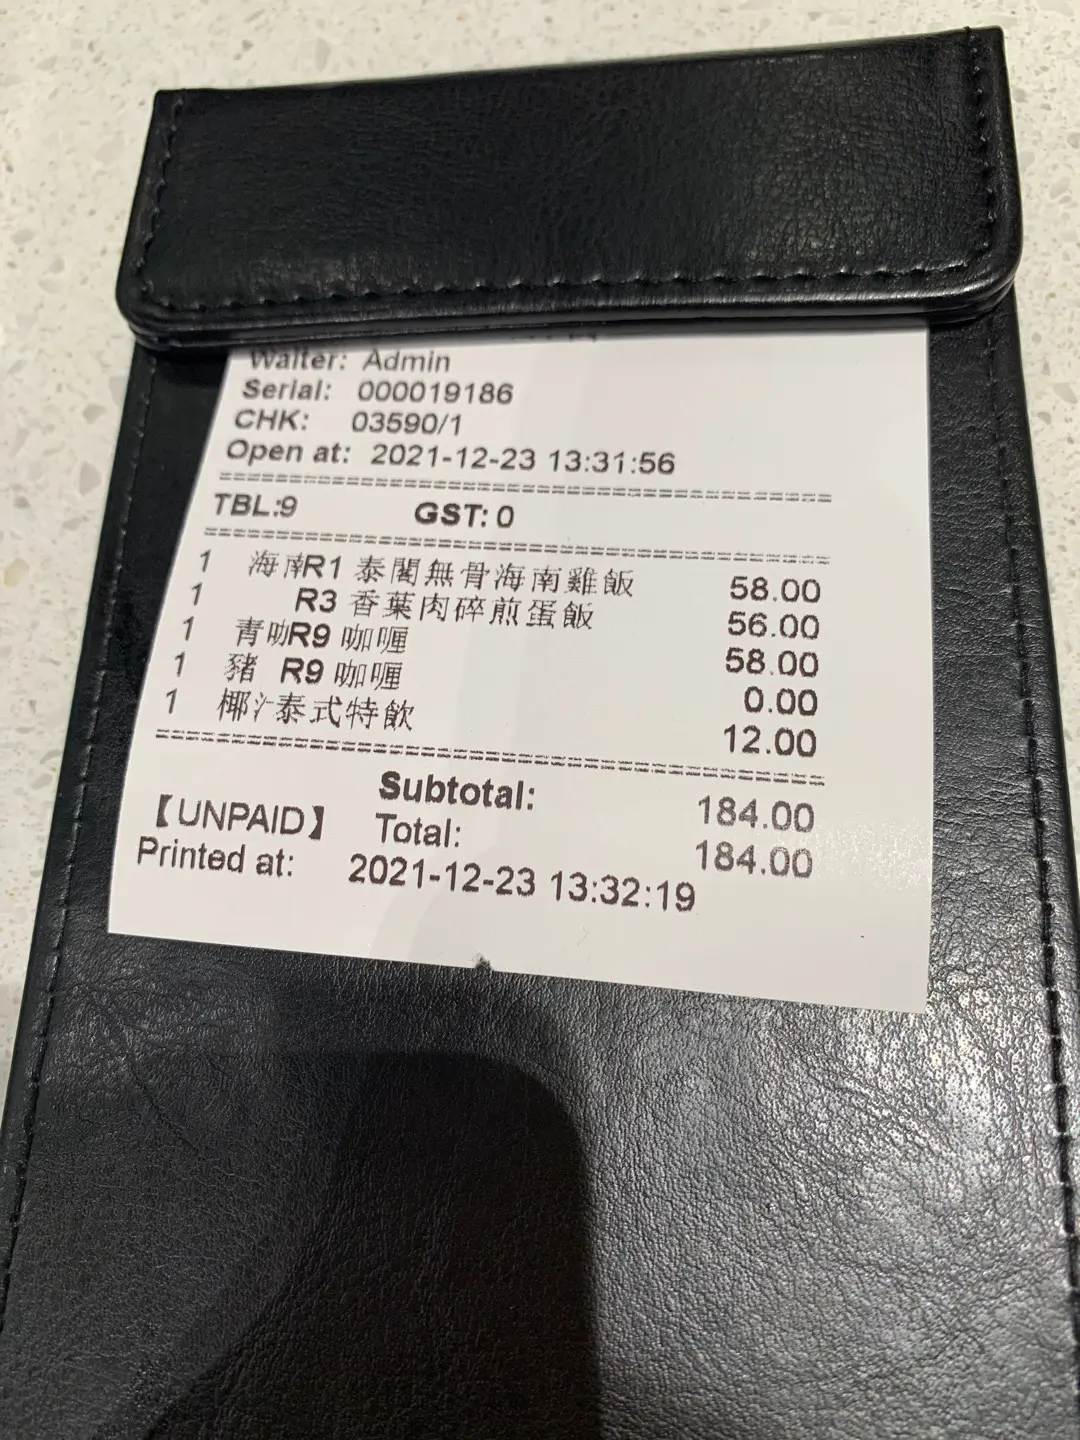 Waiter: Admin
Serial: 000019186
CHK: 03590/1
Open at: 2021-12-23 13:31:56
TBL:9 GST: 0
1 海南R1 泰閣無骨海南雞飯 58.00
1 R3 香葉肉碎煎蛋飯 56.00
1 青咖R9 咖喱 58.00
1 豬 R9 咖喱 0.00
1 椰汁泰式特飲 12.00
Subtotal: 184.00
【UNPAID】 Total: 184.00
Printed at: 2021-12-23 13:32:19